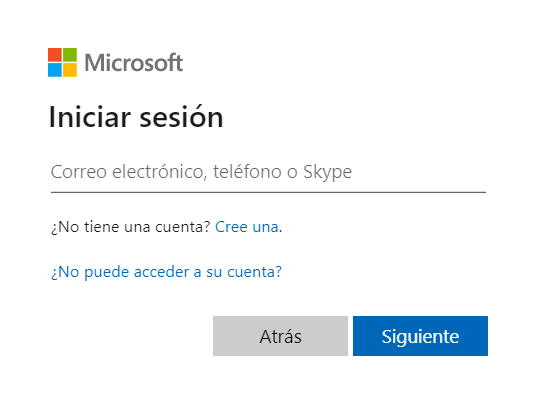 Microsoft
Iniciar sesión
Correo electrónico, teléfono o Skype
¿No tiene una cuenta? Cree una.
¿No puede acceder a su cuenta?
Atrás Siguiente